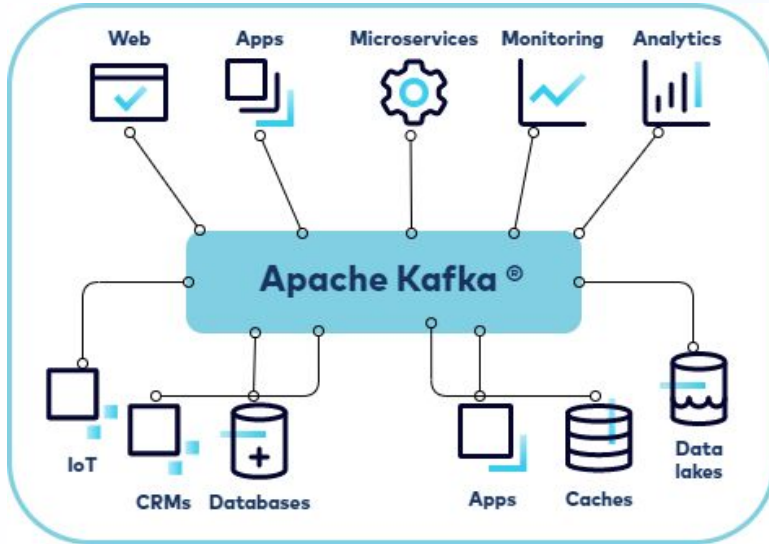 Web
Apps
Microservices
Monitoring
Analytics
Apache Kafka ®
IoT
CRMs
Databases
Apps
Caches
Data
lakes